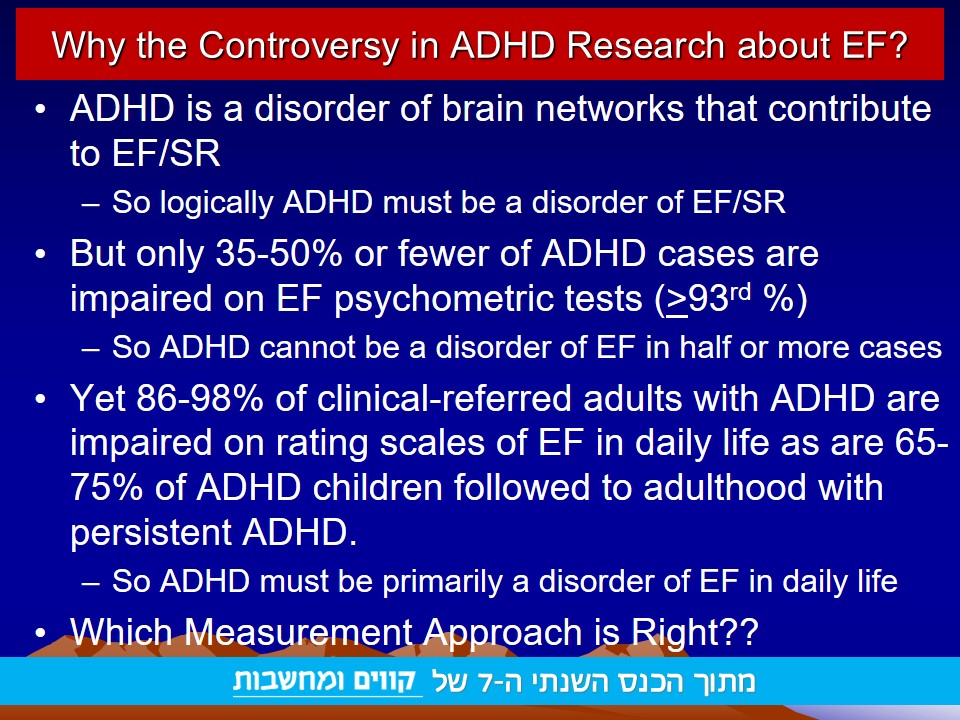 Why the Controversy in ADHD Research about EF?
• ADHD is a disorder of brain networks that contribute
to EF/SR
– So logically ADHD must be a disorder of EF/SR
• But only 35-50% or fewer of ADHD cases are
impaired on EF psychometric tests (>93rd %)
– So ADHD cannot be a disorder of EF in half or more cases
• Yet 86-98% of clinical-referred adults with ADHD are
impaired on rating scales of EF in daily life as are 65-
75% of ADHD children followed to adulthood with
persistent ADHD.
– So ADHD must be primarily a disorder of EF in daily life
• Which Measurement Approach is Right??
מתוך הכנס השנתי ה-7 של קווים ומחשבות